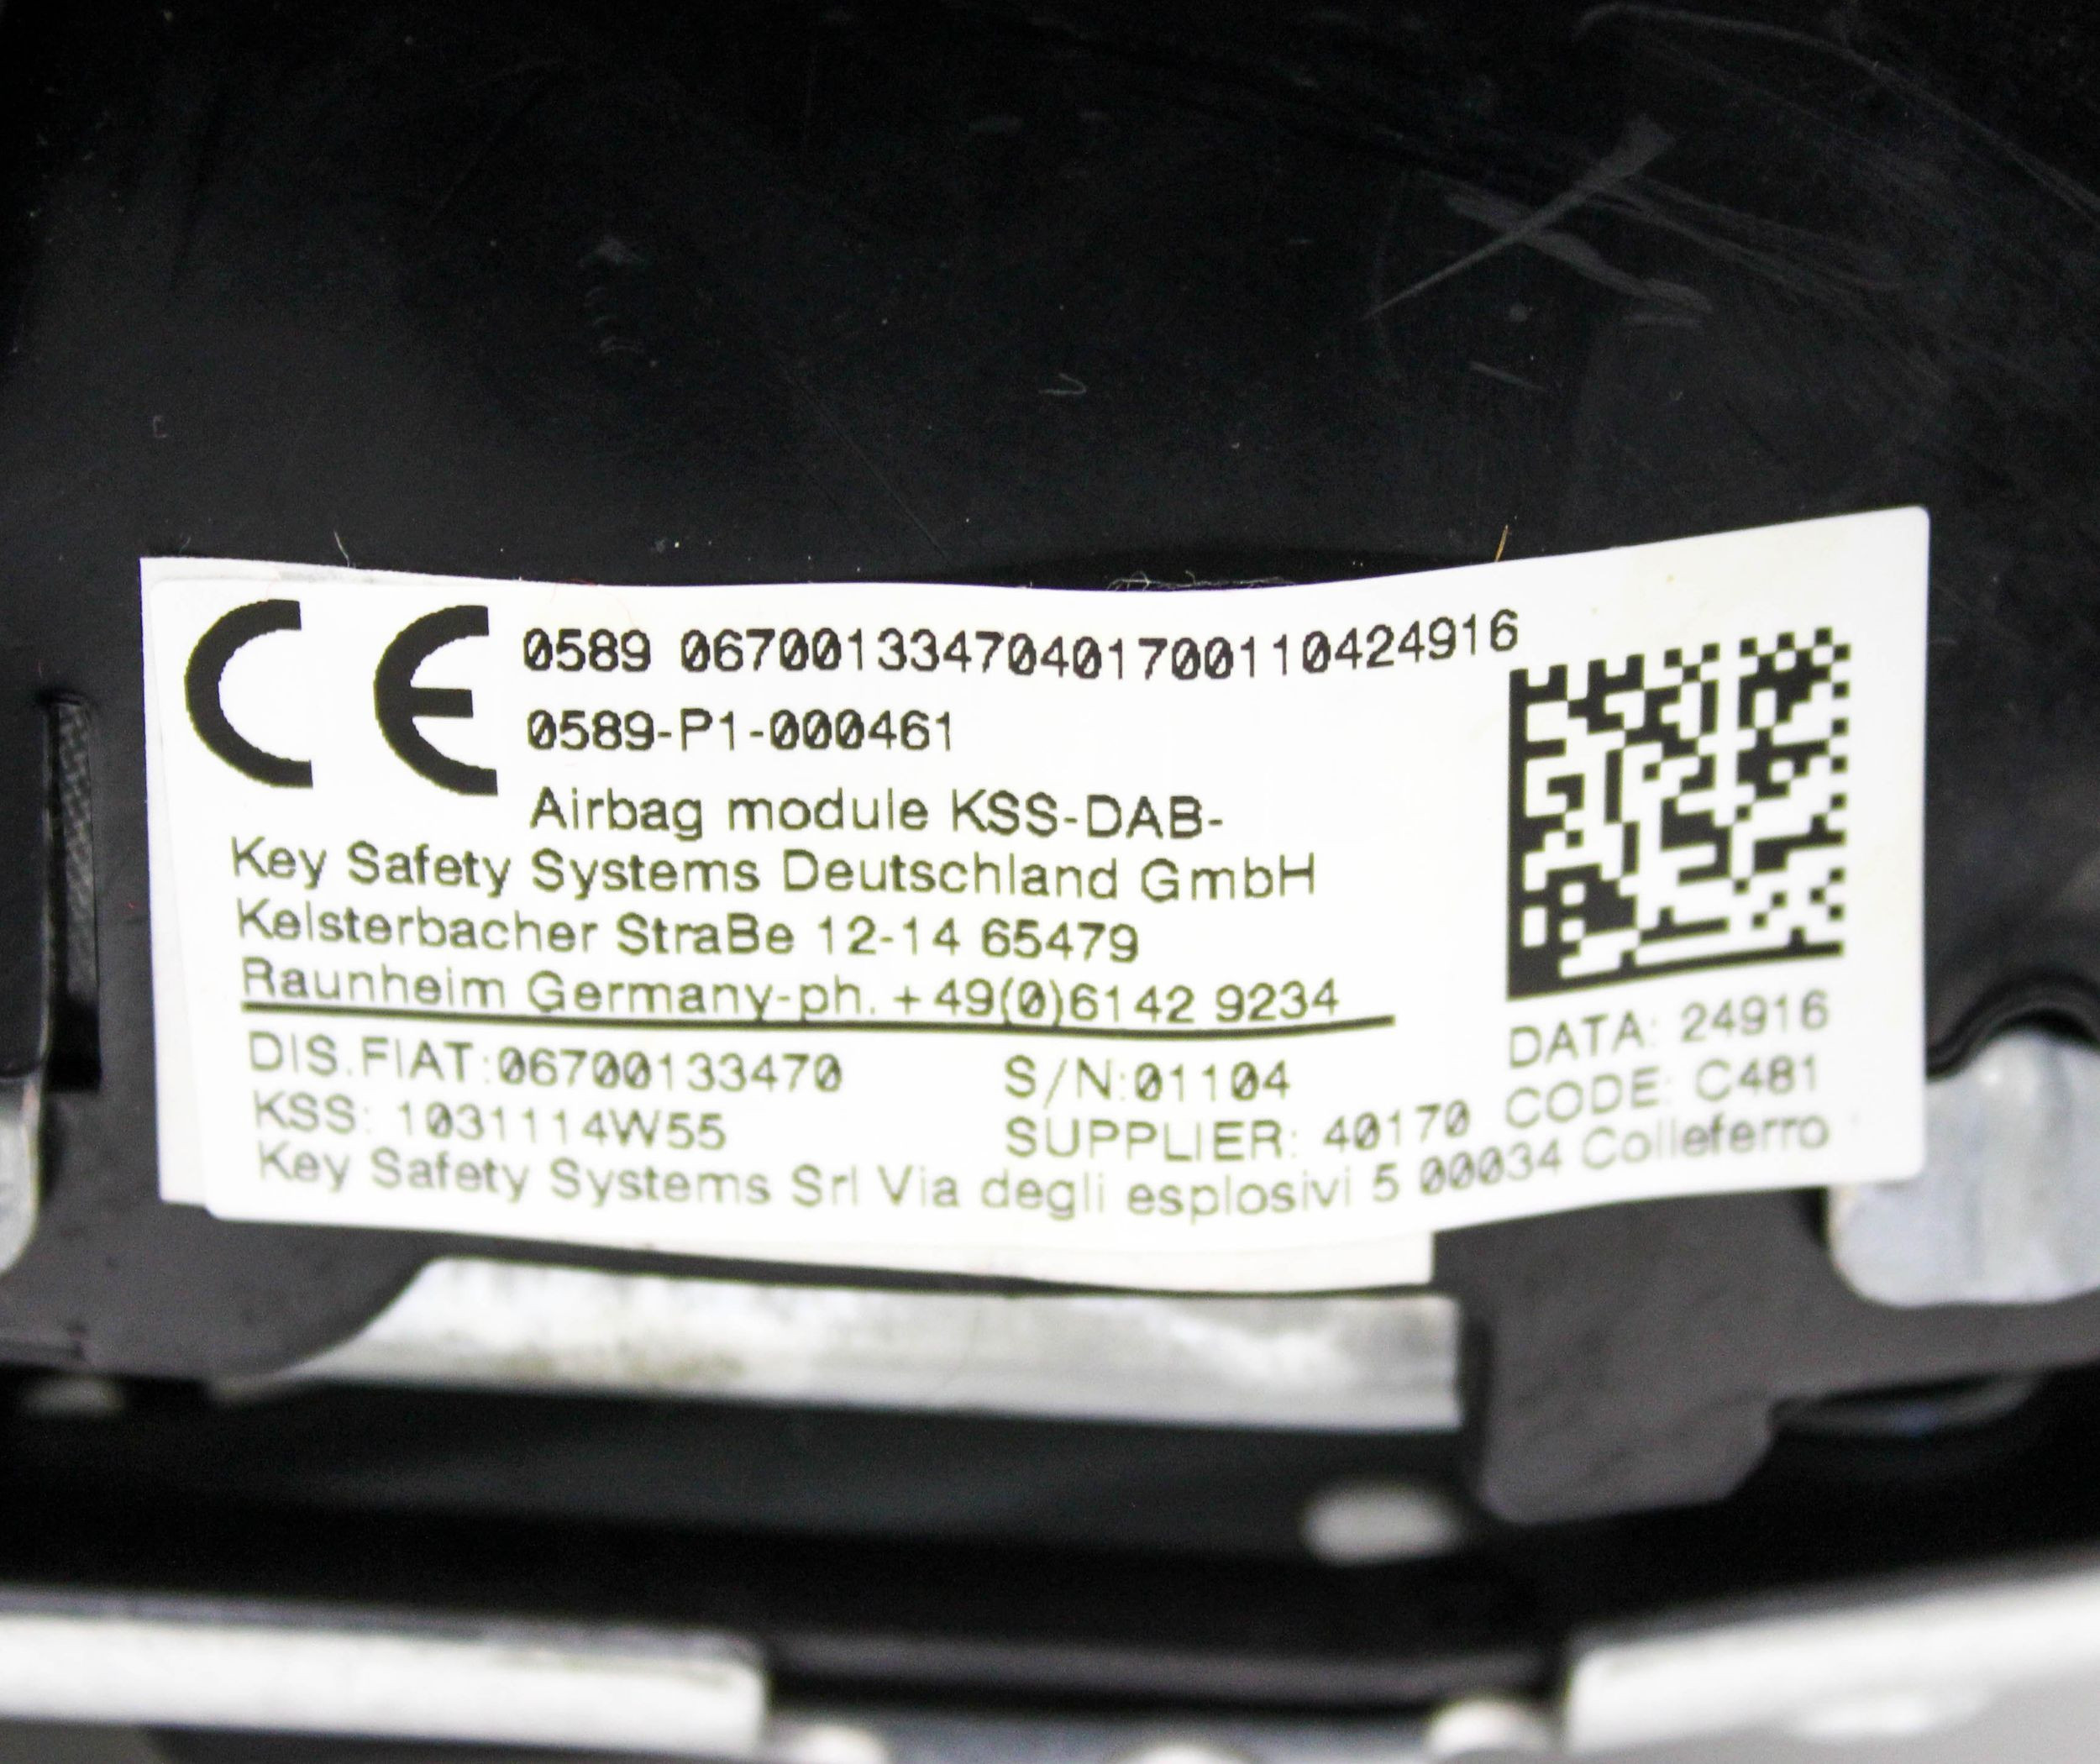 CE 0589 06700133470401700110424916
0589-P1-000461
Airbag module KSS-DAB-
Key Safety Systems Deutschland GmbH
Kelsterbacher StraBe 12-14 65479
Raunheim Germany-ph. +49(0)6142 9234
DIS.FIAT:06700133470 S/N:01104 DATA: 24916
KSS: 1031114W55 SUPPLIER: 40170 CODE: C481
Key Safety Systems Srl Via degli esplosivi 5 00034 Colleferro